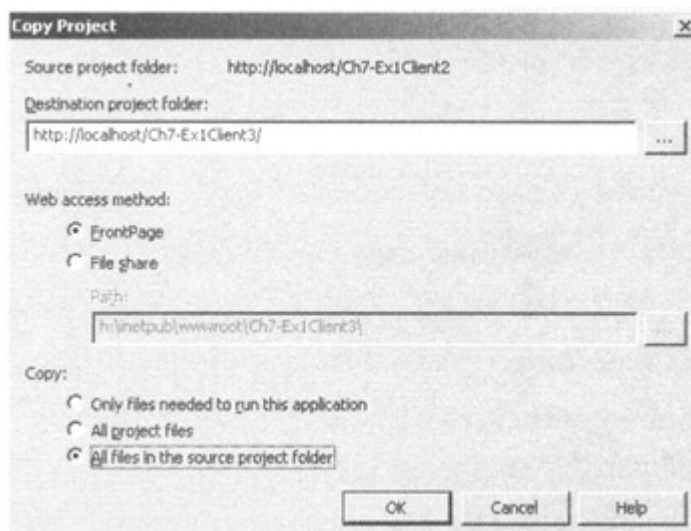 Copy Project
Source project folder: http://localhost/Ch7-Ex1Client2
Destination project folder:
http://localhost/Ch7-Ex1Client3/
...
Web access method:
FrontPage
File share
Path:
h:\inetpub\wwwroot\Ch7-Ex1Client3\
...
Copy:
Only files needed to run this application
All project files
All files in the source project folder
OK Cancel Help